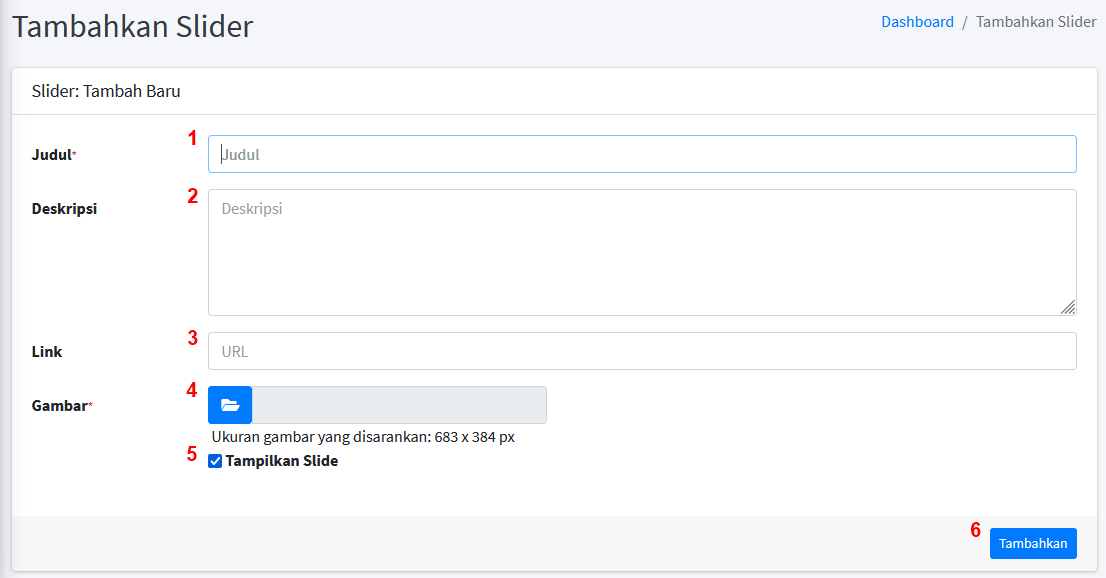 Tambahkan Slider
Dashboard / Tambahkan Slider
Slider: Tambah Baru
1
Judul*
Judul
2
Deskripsi
Deskripsi
3
Link
URL
4
Gambar*
Ukuran gambar yang disarankan: 683 x 384 px
5
Tampilkan Slide
6
Tambahkan